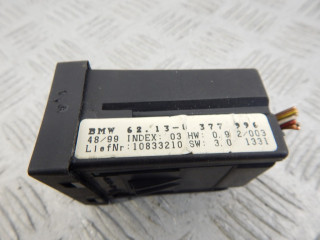 BMW 62.13-8 377 996
48/99 INDEX: 03 HW: 0.9 2/003
LiefNr:10833210 SW: 3.0 1331